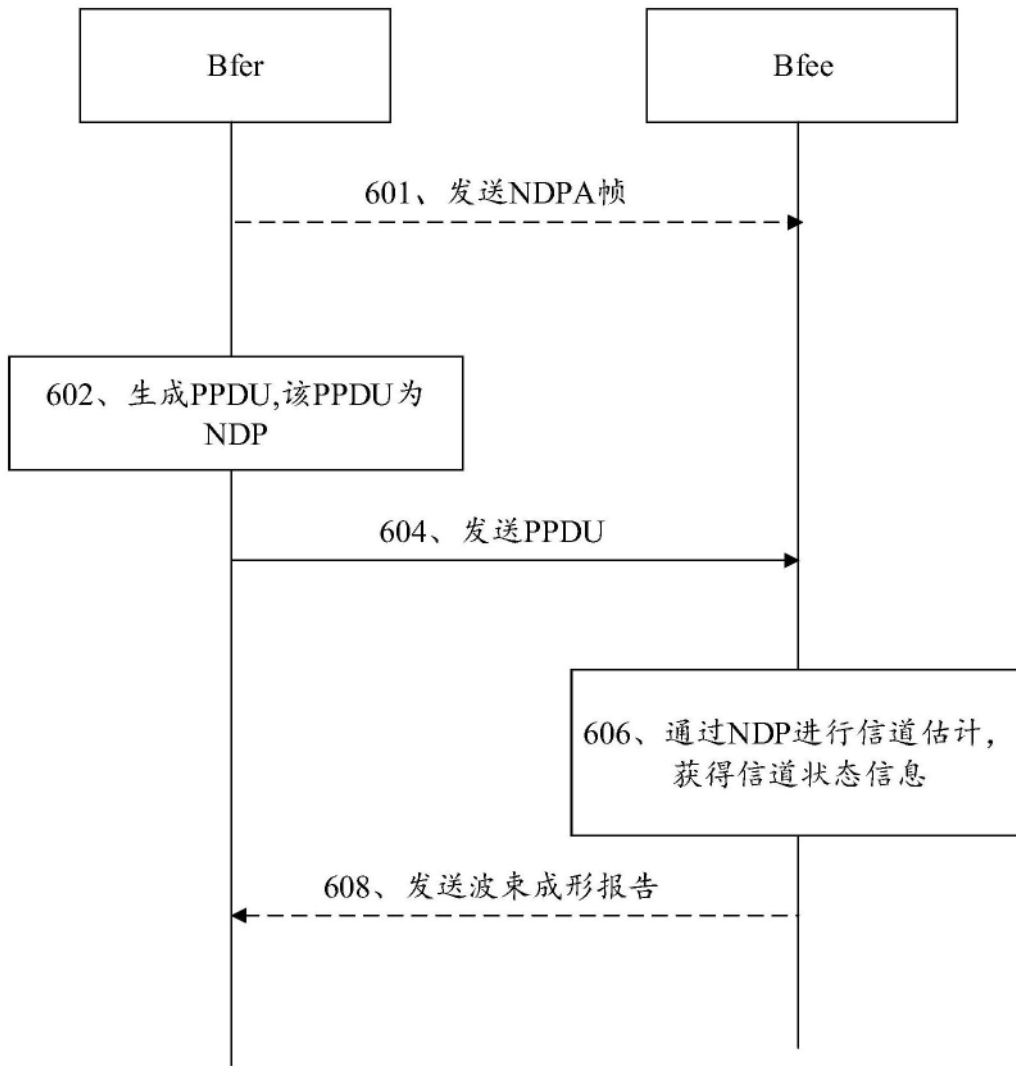 Bfer
Bfee
601、发送NDPA帧
602、生成PPDU,该PPDU为
NDP
604、发送PPDU
606、通过NDP进行信道估计，
获得信道状态信息
608、发送波束成形报告